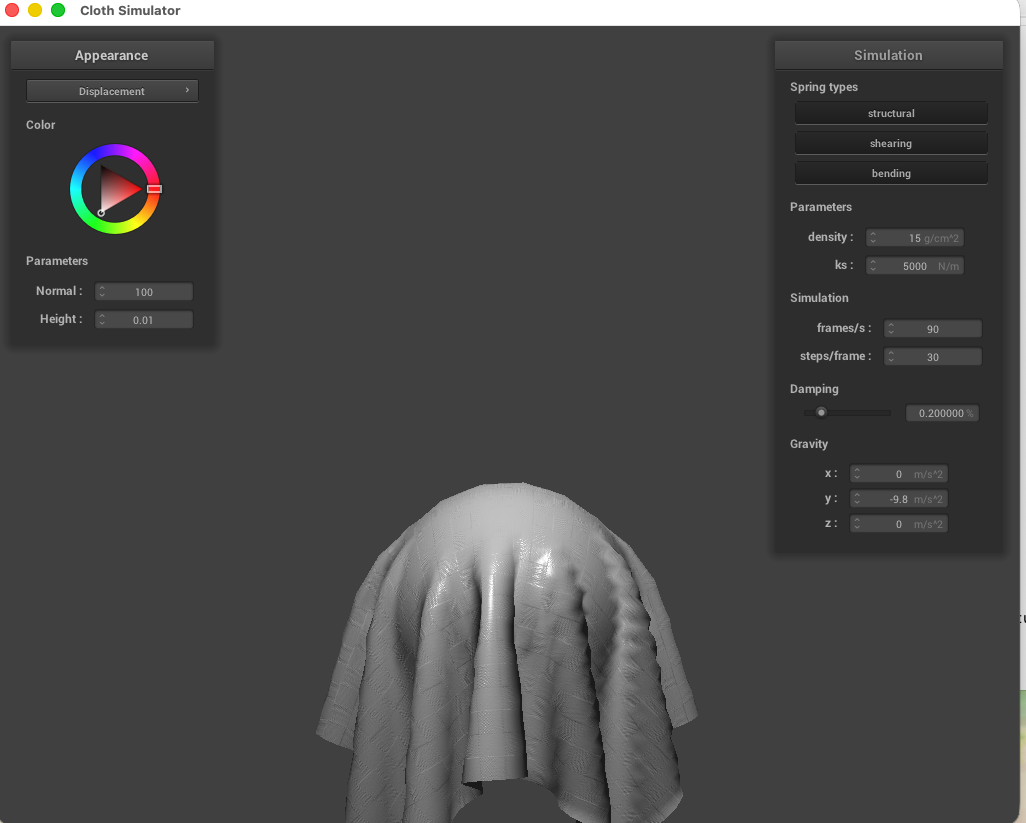 Cloth Simulator
Appearance
Displacement
Color
Parameters
Normal : 100
Height : 0.01
Simulation
Spring types
structural
shearing
bending
Parameters
density : 15 g/cm^2
ks : 5000 N/m
Simulation
frames/s : 90
steps/frame : 30
Damping
0.200000 %
Gravity
x : 0 m/s^2
y : -9.8 m/s^2
z : 0 m/s^2